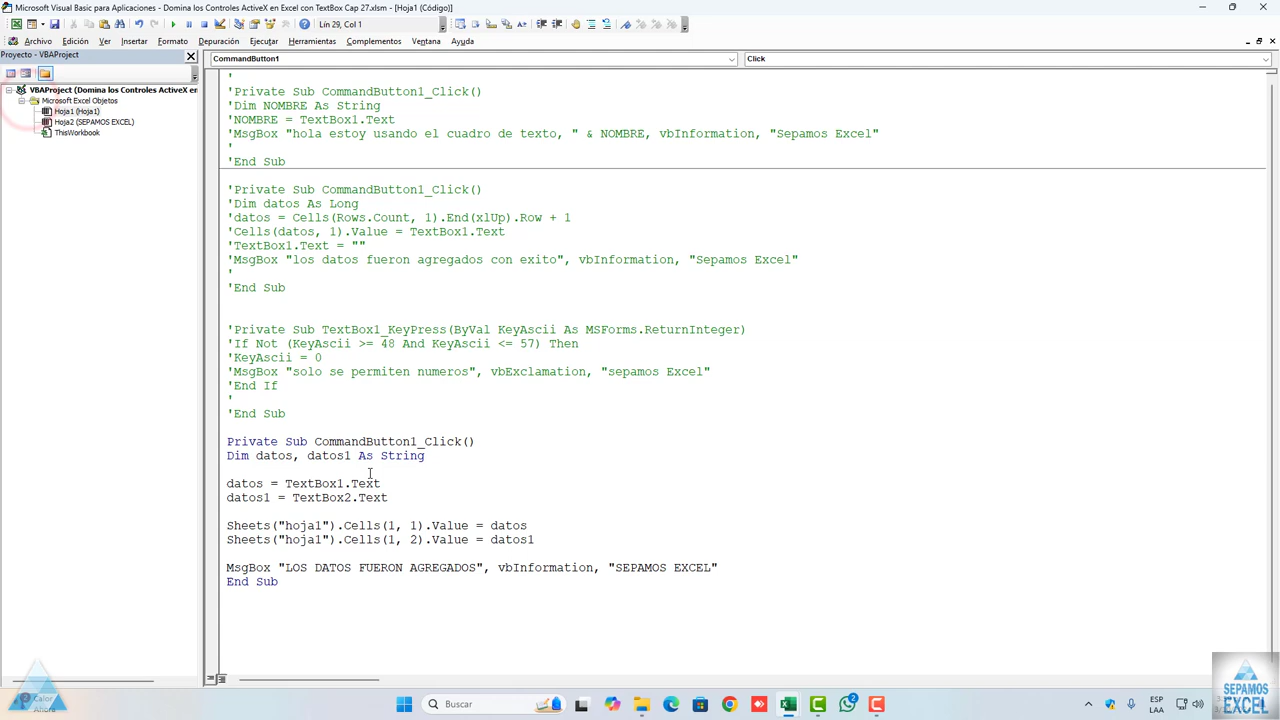 Microsoft Visual Basic para Aplicaciones - Domina los Controles ActiveX en Excel con TextBox Cap 27.xlsm - [Hoja1 (Código)]
Lín 29, Col 1
Archivo Edición Ver Insertar Formato Depuración Ejecutar Herramientas Complementos Ventana Ayuda
Proyecto - VBAProject
CommandButton1
Click
VBAProject (Domina los Controles ActiveX en
Microsoft Excel Objetos
Hoja1 (Hoja1)
Hoja2 (SEPAMOS EXCEL)
ThisWorkbook
'
'Private Sub CommandButton1_Click()
'Dim NOMBRE As String
'NOMBRE = TextBox1.Text
'MsgBox "hola estoy usando el cuadro de texto, " & NOMBRE, vbInformation, "Sepamos Excel"
'
'End Sub
'Private Sub CommandButton1_Click()
'Dim datos As Long
'datos = Cells(Rows.Count, 1).End(xlUp).Row + 1
'Cells(datos, 1).Value = TextBox1.Text
'TextBox1.Text = ""
'MsgBox "los datos fueron agregados con exito", vbInformation, "Sepamos Excel"
'
'End Sub
'Private Sub TextBox1_KeyPress(ByVal KeyAscii As MSForms.ReturnInteger)
'If Not (KeyAscii >= 48 And KeyAscii <= 57) Then
'KeyAscii = 0
'MsgBox "solo se permiten numeros", vbExclamation, "sepamos Excel"
'End If
'
'End Sub
Private Sub CommandButton1_Click()
Dim datos, datos1 As String
datos = TextBox1.Text
datos1 = TextBox2.Text
Sheets("hoja1").Cells(1, 1).Value = datos
Sheets("hoja1").Cells(1, 2).Value = datos1
MsgBox "LOS DATOS FUERON AGREGADOS", vbInformation, "SEPAMOS EXCEL"
End Sub
Calor
Ahora
Buscar
2
ESP
LAA
SEPAMOS
EXCEL